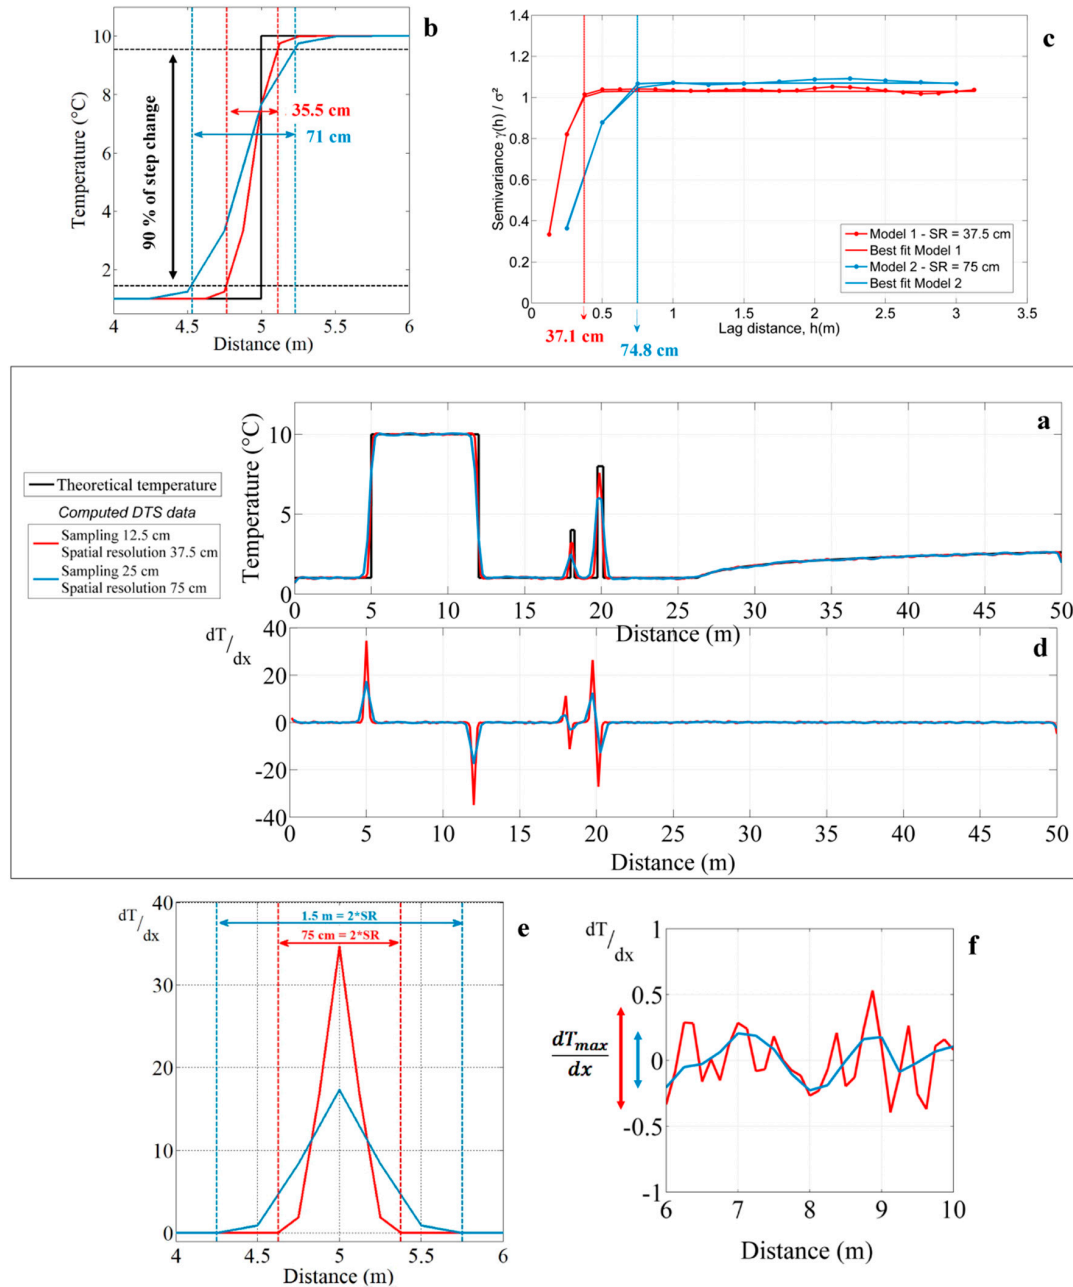 b
Temperature (°C)
10
8
6
4
2
90 % of step change
35.5 cm
71 cm
4
4.5
5
5.5
6
Distance (m)
c
Semivariance γ(h) / σ²
1.4
1.2
1
0.8
0.6
0.4
0.2
0
Model 1 - SR = 37.5 cm
Best fit Model 1
Model 2 - SR = 75 cm
Best fit Model 2
0
0.5
1
1.5
2
2.5
3
3.5
Lag distance, h(m)
37.1 cm
74.8 cm
a
Temperature (°C)
10
5
0
Theoretical temperature
Computed DTS data
Sampling 12.5 cm
Spatial resolution 37.5 cm
Sampling 25 cm
Spatial resolution 75 cm
0
5
10
15
20
25
30
35
40
45
50
Distance (m)
d
dT/dx
40
20
0
-20
-40
0
5
10
15
20
25
30
35
40
45
50
Distance (m)
e
dT/dx
40
30
20
10
0
1.5 m = 2*SR
75 cm = 2*SR
4
4.5
5
5.5
6
Distance (m)
f
dT/dx
1
0.5
0
-0.5
-1
dTmax
dx
6
7
8
9
10
Distance (m)